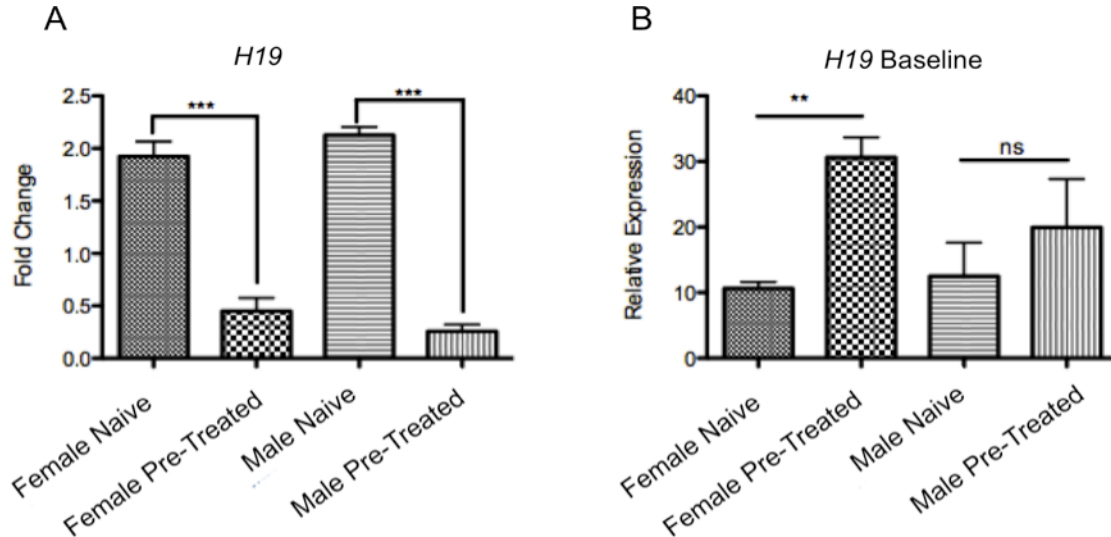 A
H19
Fold Change
2.5
2.0
1.5
1.0
0.5
0.0
***
***
Female Naive
Female Pre-Treated
Male Naive
Male Pre-Treated
B
H19 Baseline
Relative Expression
40
30
20
10
0
**
ns
Female Naive
Female Pre-Treated
Male Naive
Male Pre-Treated